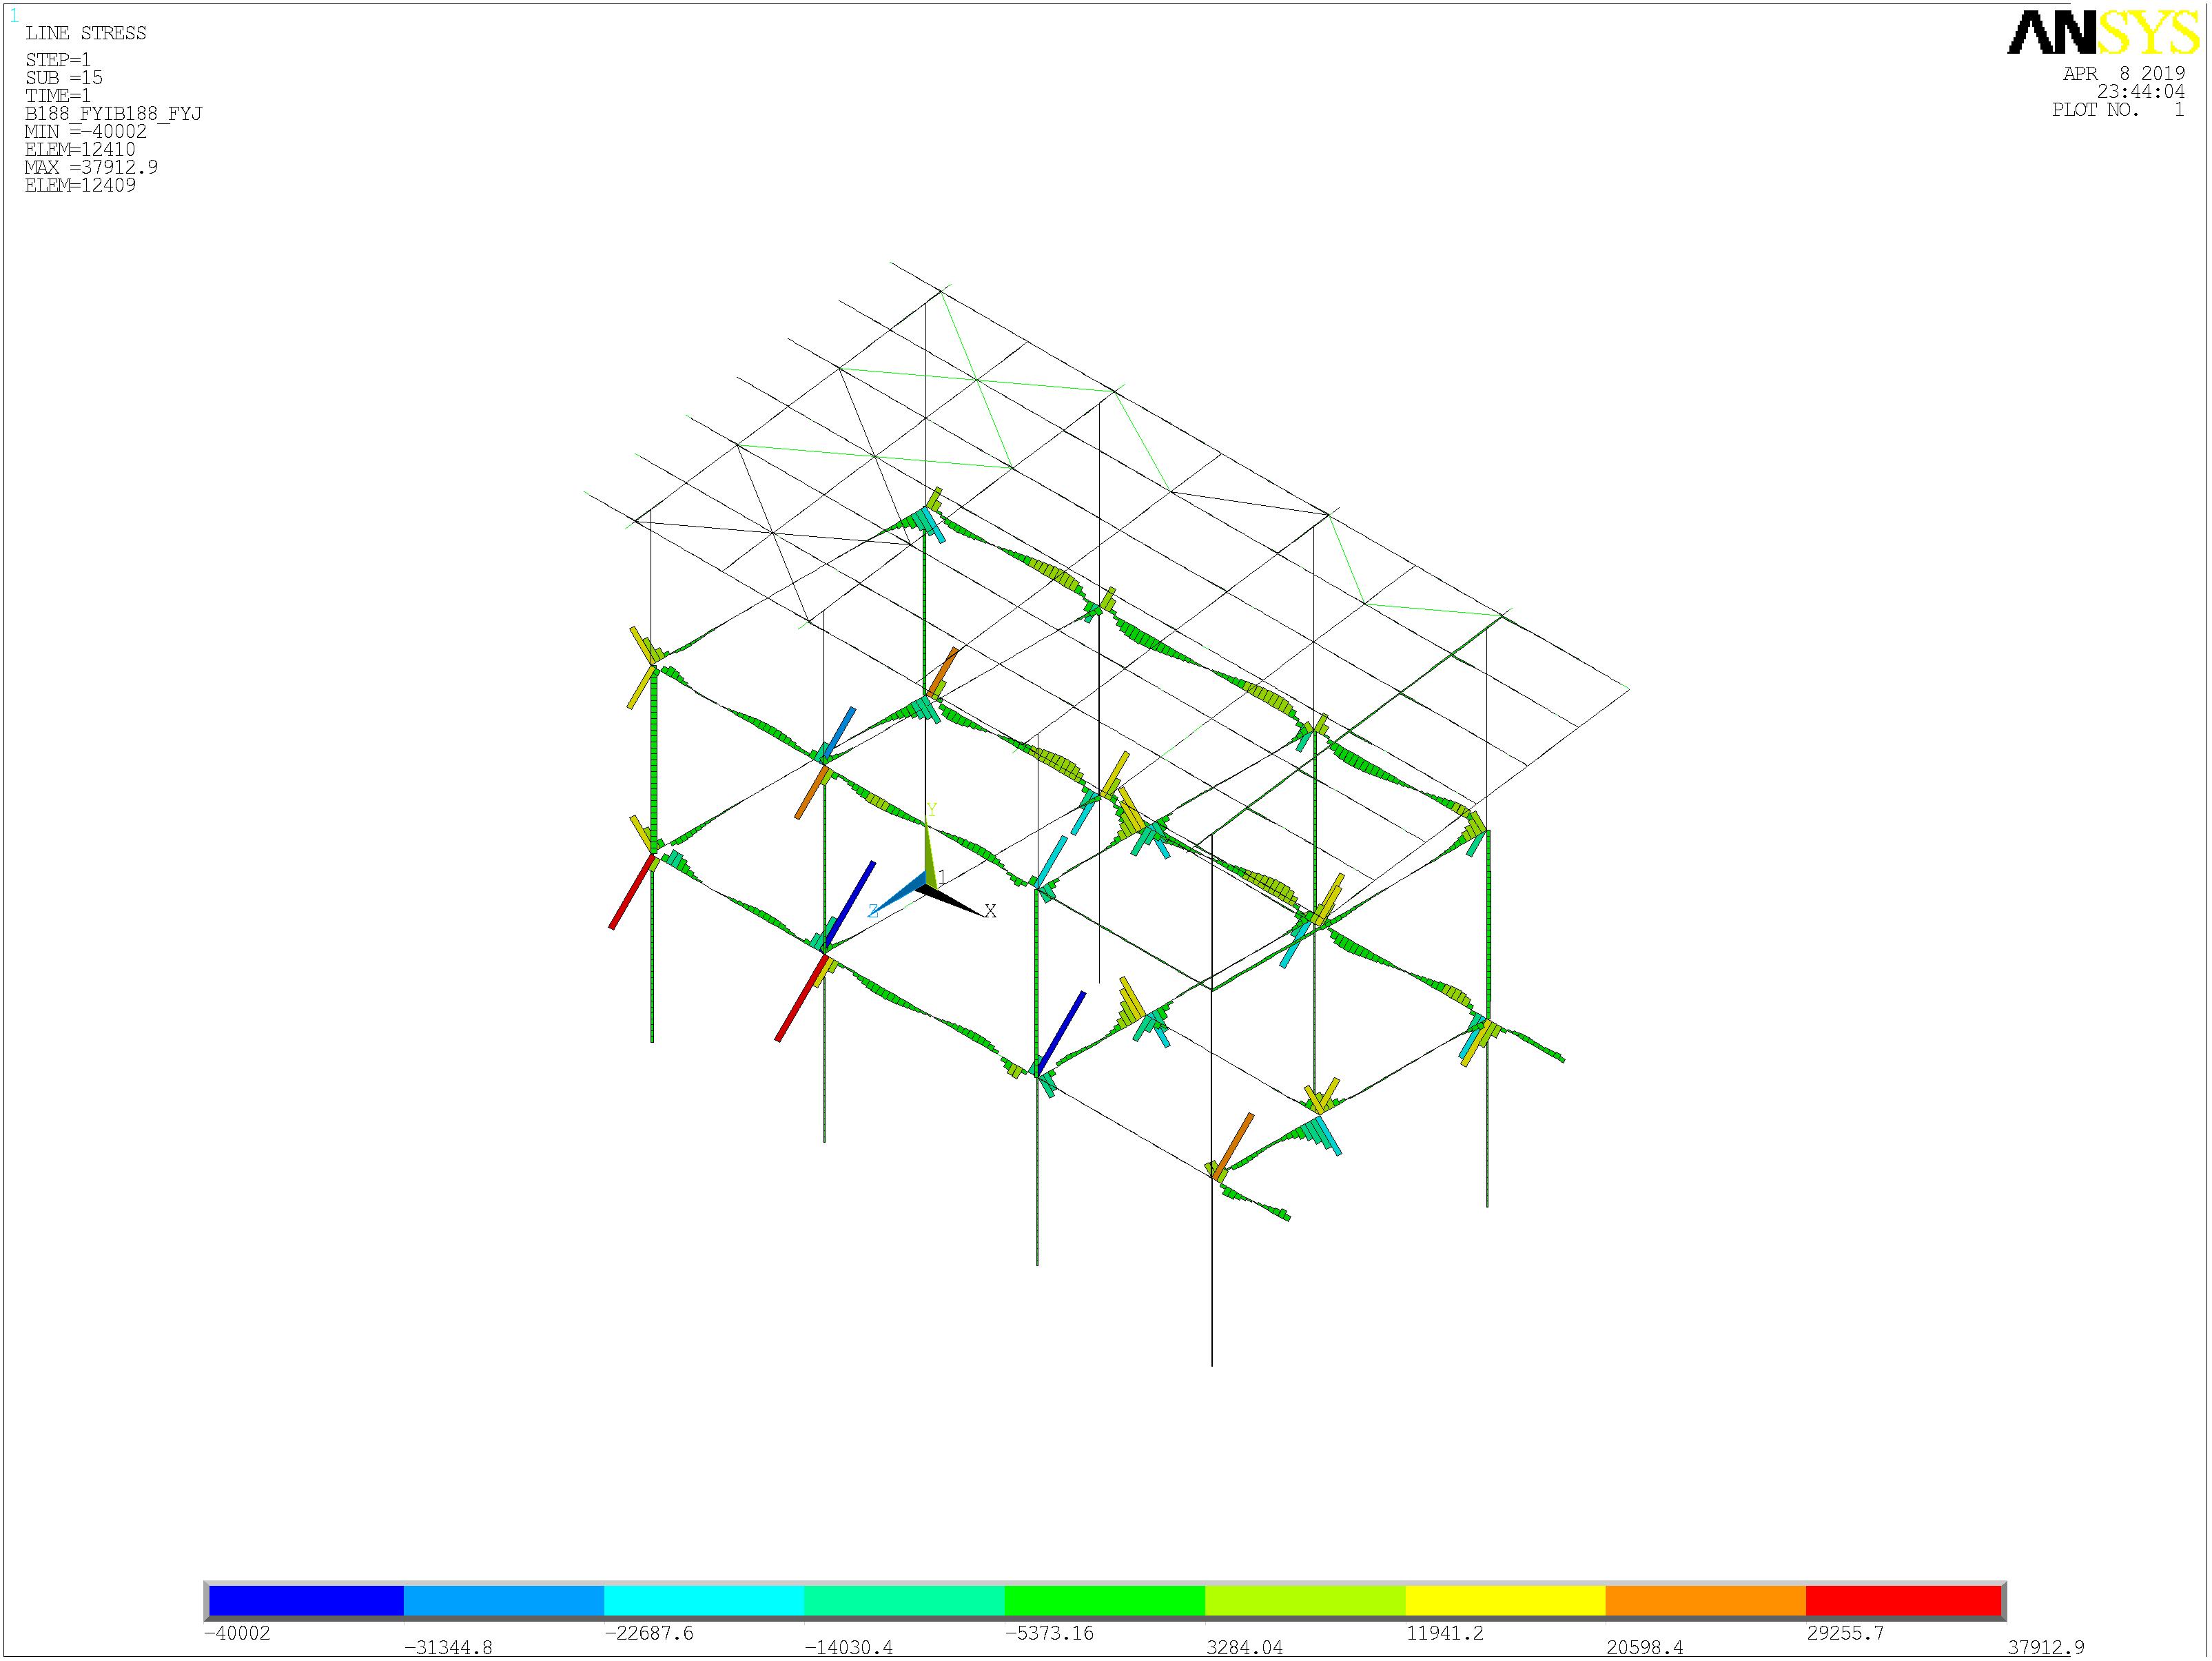 1
LINE STRESS
STEP=1
SUB =15
TIME=1
B188_FYIB188_FYJ
MIN =-40002
ELEM=12410
MAX =37912.9
ELEM=12409
ANSYS
APR 8 2019
23:44:04
PLOT NO. 1
Y
1
Z
X
-40002
-31344.8
-22687.6
-14030.4
-5373.16
3284.04
11941.2
20598.4
29255.7
37912.9